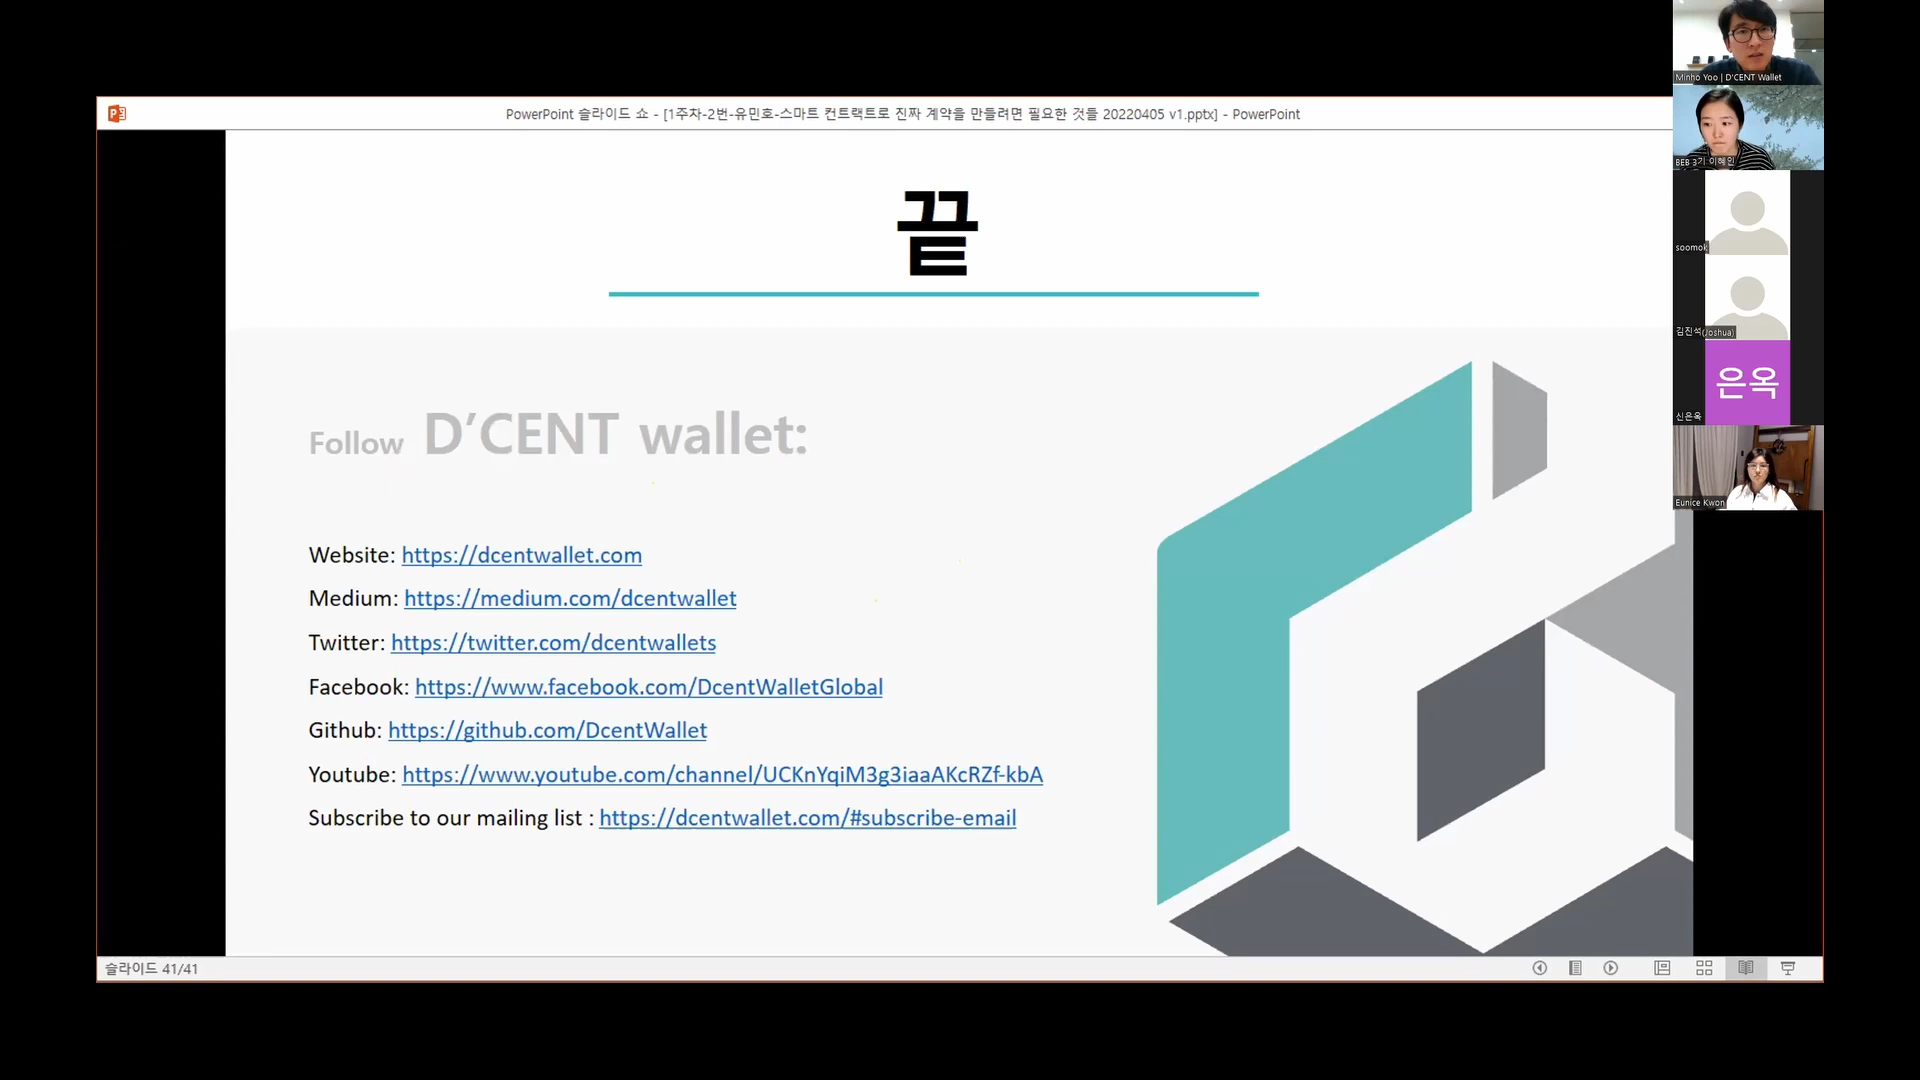 PowerPoint 슬라이드 쇼 - [1주차-2번-유민호-스마트 컨트랙트로 진짜 계약을 만들려면 필요한 것들 20220405 v1.pptx] - PowerPoint
끝
Follow D'CENT wallet:
Website: https://dcentwallet.com
Medium: https://medium.com/dcentwallet
Twitter: https://twitter.com/dcentwallets
Facebook: https://www.facebook.com/DcentWalletGlobal
Github: https://github.com/DcentWallet
Youtube: https://www.youtube.com/channel/UCKnYqiM3g3iaaAKcRZf-kbA
Subscribe to our mailing list : https://dcentwallet.com/#subscribe-email
슬라이드 41/41
Minho Yoo | D'CENT Wallet
BEB 3기 이혜인
soomok
김진석(Joshua)
은옥
신은옥
Eunice Kwon